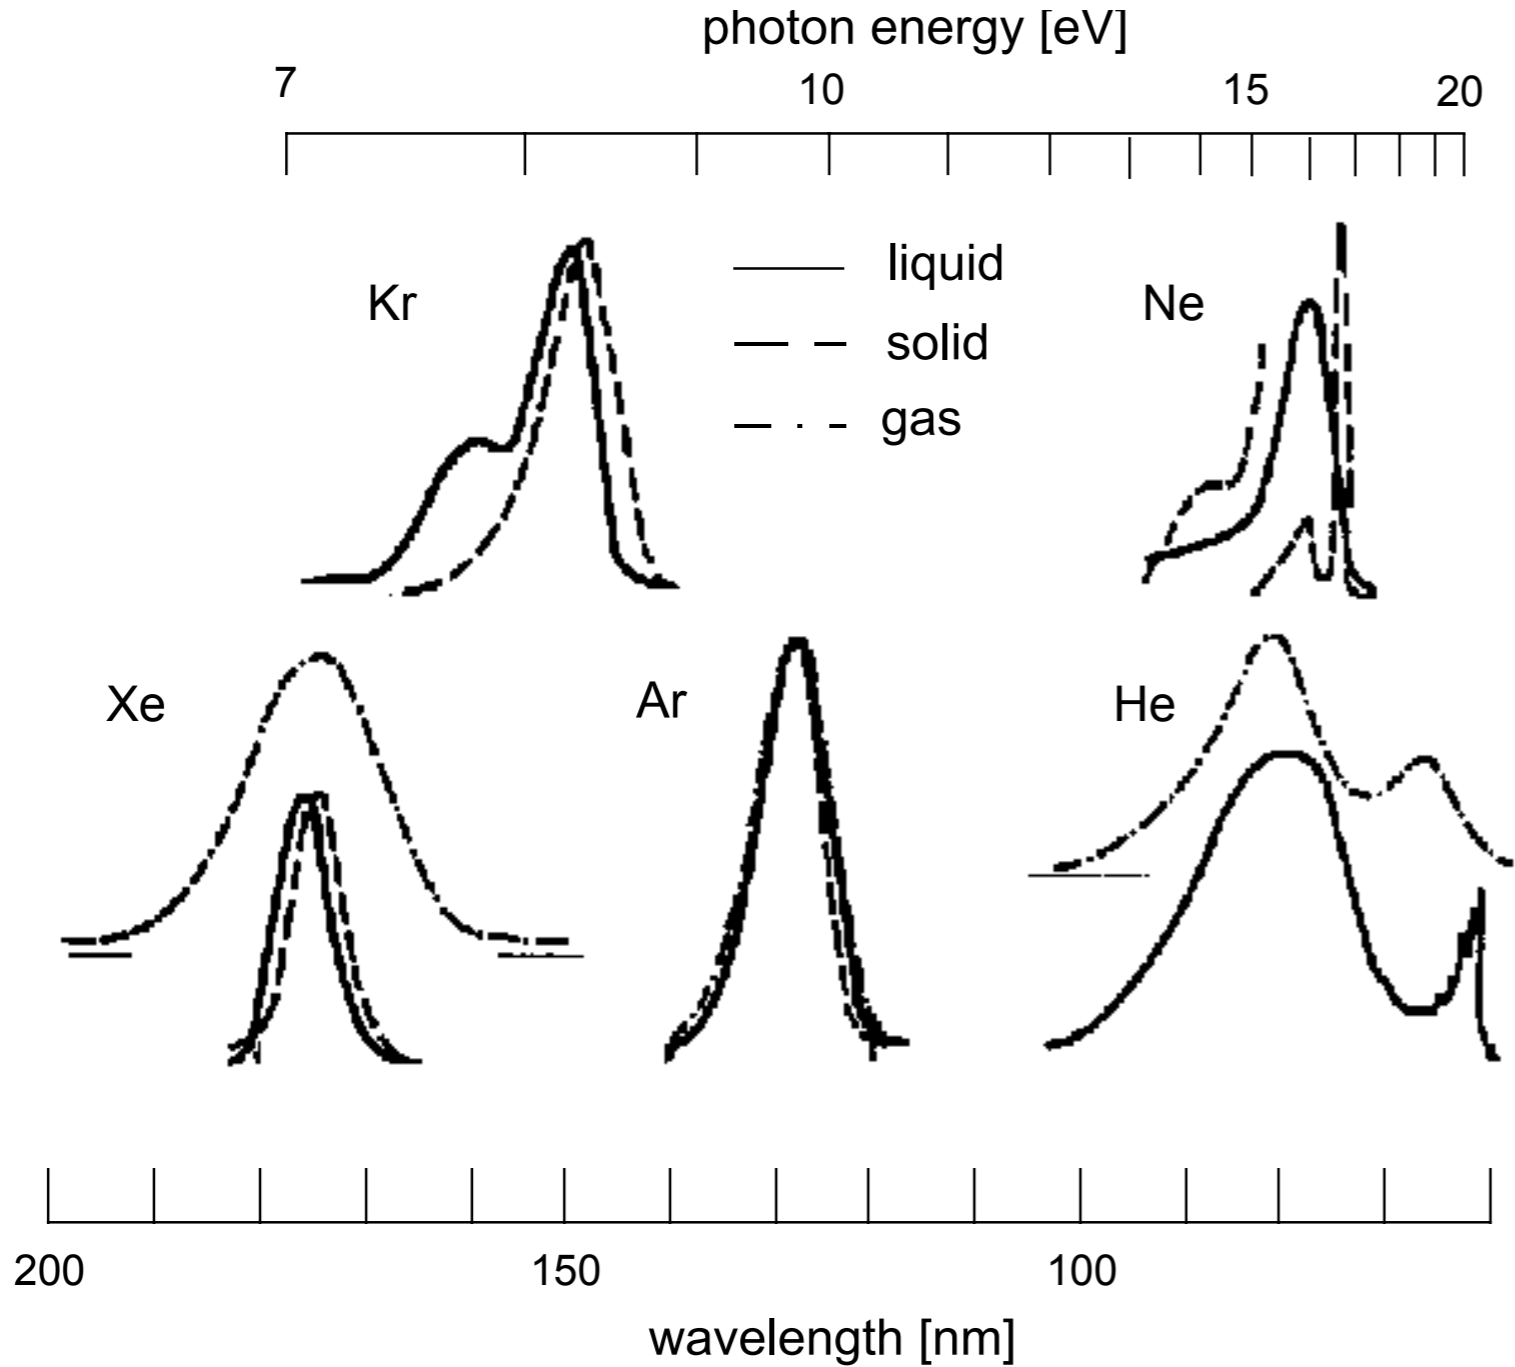 photon energy [eV]
7 10 15 20
liquid
Kr Ne
solid
gas
Xe Ar He
200 150 100
wavelength [nm]